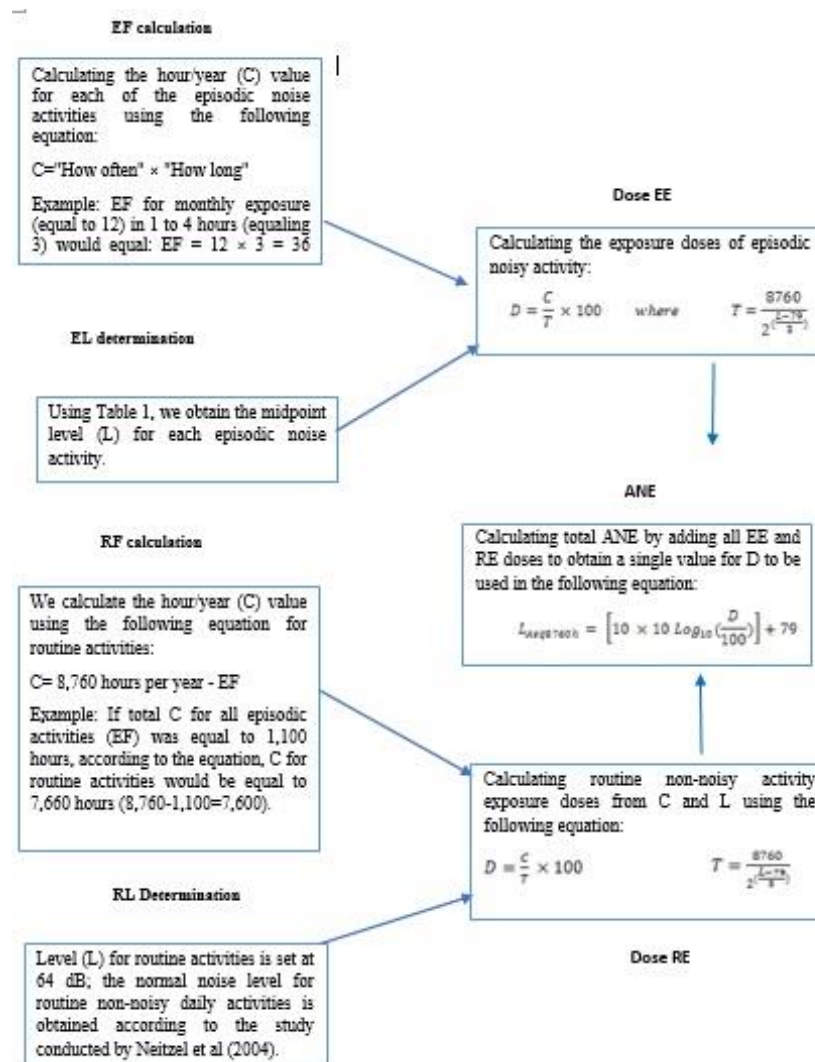 EF calculation
Calculating the hour/year (C) value
for each of the episodic noise
activities using the following
equation:
C="How often" × "How long"
Example: EF for monthly exposure
(equal to 12) in 1 to 4 hours (equaling
3) would equal: EF = 12 × 3 = 36
EL determination
Using Table 1, we obtain the midpoint
level (L) for each episodic noise
activity.
Dose EE
Calculating the exposure doses of episodic
noisy activity:
D = C/T × 100 where T = 8760/2^((L−79)/3)
ANE
Calculating total ANE by adding all EE and
RE doses to obtain a single value for D to be
used in the following equation:
L_Aeq8760h = [10 × 10 Log₁₀(D/100)] + 79
RF calculation
We calculate the hour/year (C) value
using the following equation for
routine activities:
C= 8,760 hours per year - EF
Example: If total C for all episodic
activities (EF) was equal to 1,100
hours, according to the equation, C for
routine activities would be equal to
7,660 hours (8,760-1,100=7,600).
RL Determination
Level (L) for routine activities is set at
64 dB; the normal noise level for
routine non-noisy daily activities is
obtained according to the study
conducted by Neitzel et al (2004).
Calculating routine non-noisy activity
exposure doses from C and L using the
following equation:
D = C/T × 100 T = 8760/2^((L−79)/3)
Dose RE